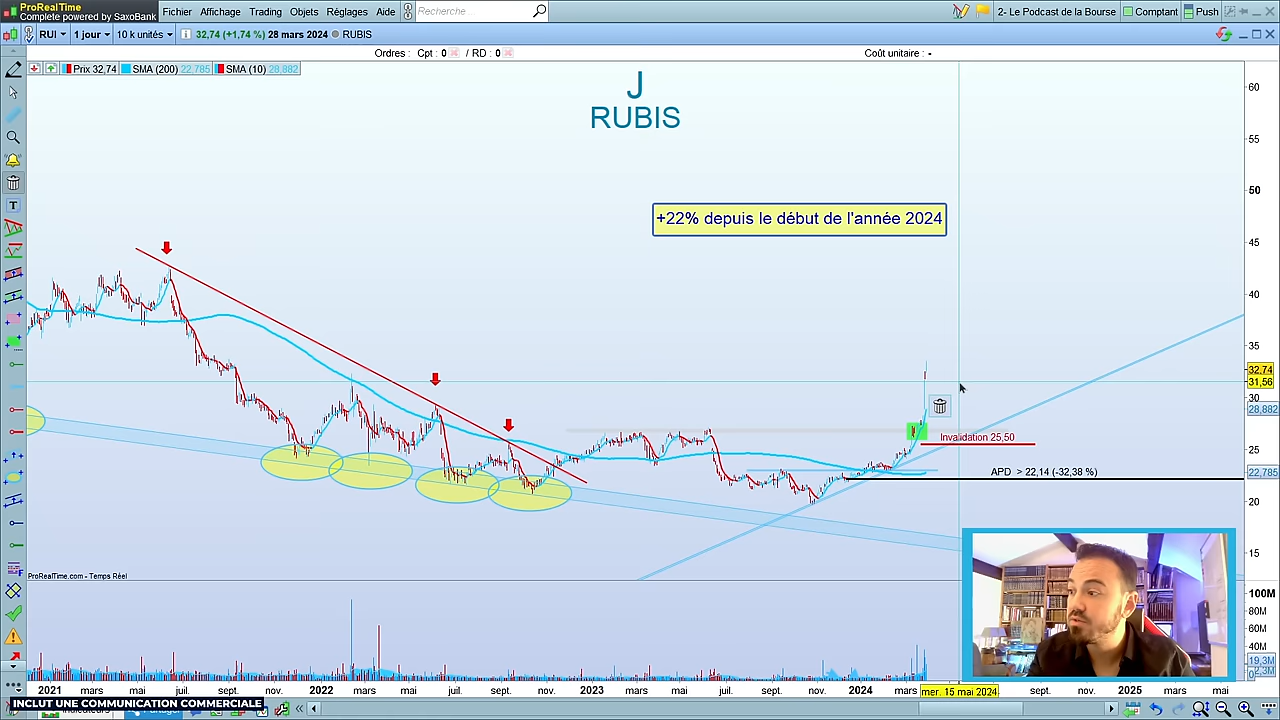 ProRealTime
Complete powered by SaxoBank
Fichier Affichage Trading Objets Réglages Aide
Recherche
2- Le Podcast de la Bourse
Comptant
Push
RUI 1 jour 10 k unités 32,74 (+1,74 %) 28 mars 2024 RUBIS
Ordres : Cpt : 0 / RD : 0
Coût unitaire : -
Prix 32,74 SMA (200) 22,785 SMA (10) 28,882
J
RUBIS
+22% depuis le début de l'année 2024
60
55
50
45
40
35
32,74
31,56
30
28,882
25
22,785
20
15
Invalidation 25,50
APD > 22,14 (-32,38 %)
ProRealTime.com - Temps Réel
100M
80M
60M
40M
19,3M
2021 mars mai juil. sept. nov. 2022 mars mai juil. sept. nov. 2023 mars mai juil. sept. nov. 2024 mars mer. 15 mai 2024 sept. nov. 2025 mars mai
INCLUT UNE COMMUNICATION COMMERCIALE